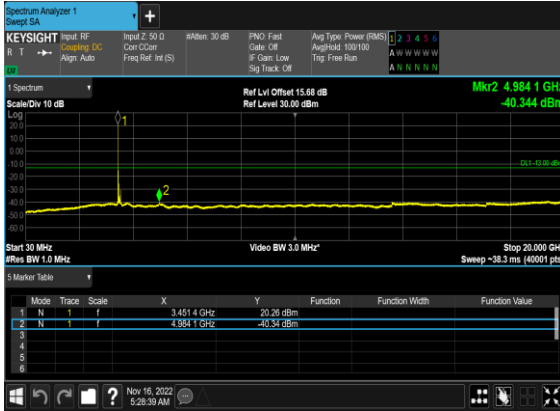 Spectrum Analyzer 1
Swept SA
+
KEYSIGHT Input: RF Input Z: 50 Ω #Atten: 30 dB PNO: Fast Avg Type: Power (RMS) 1 2 3 4 5 6
R T Coupling: DC Corr CCorr Gate: Off Avg|Hold: 100/100 A W W W W W
Align: Auto Freq Ref: Int (S) IF Gain: Low Trig: Free Run A N N N N N
Sig Track: Off
1 Spectrum Ref Lvl Offset 15.68 dB Mkr2 4.984 1 GHz
Scale/Div 10 dB Ref Level 30.00 dBm -40.344 dBm
Log
1
20.0
10.0
0.00
-10.0 DL1 -13.00 dBm
-20.0
-30.0
2
-40.0
-50.0
-60.0
Start 30 MHz Video BW 3.0 MHz* Stop 20.000 GH
#Res BW 1.0 MHz Sweep ~38.3 ms (40001 pts
5 Marker Table
Mode Trace Scale X Y Function Function Width Function Value
1 N 1 f 3.451 4 GHz 20.26 dBm
2 N 1 f 4.984 1 GHz -40.34 dBm
3
4
5
6
? Nov 16, 2022
5:28:39 AM